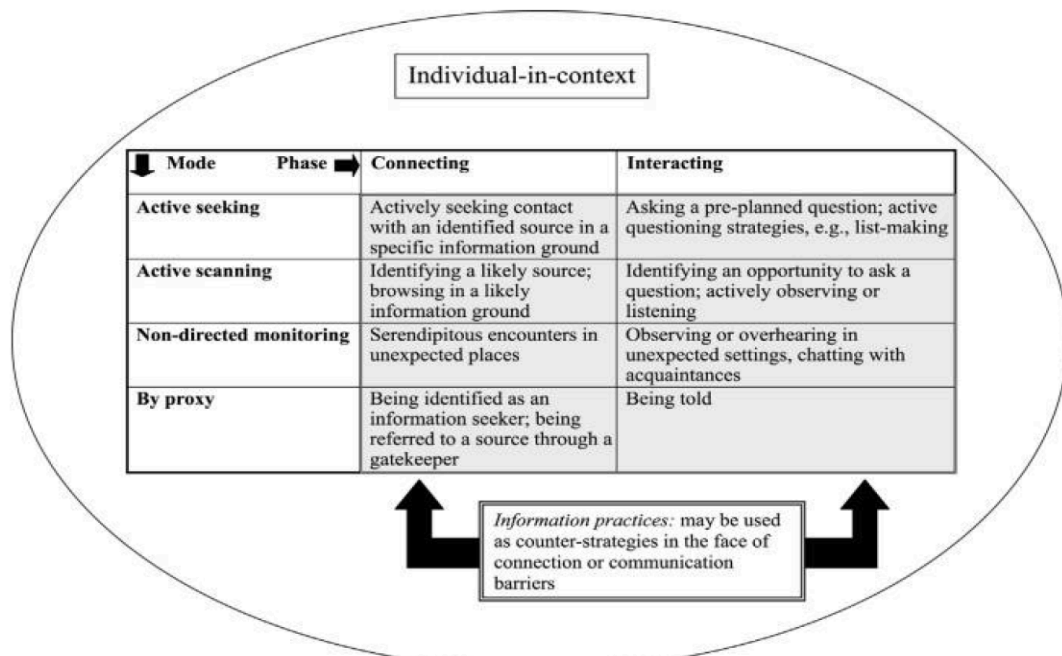 Individual-in-context
Mode Phase Connecting Interacting
Active seeking
Actively seeking contact
with an identified source in a
specific information ground
Asking a pre-planned question; active
questioning strategies, e.g., list-making
Active scanning
Identifying a likely source;
browsing in a likely
information ground
Identifying an opportunity to ask a
question; actively observing or
listening
Non-directed monitoring
Serendipitous encounters in
unexpected places
Observing or overhearing in
unexpected settings, chatting with
acquaintances
By proxy
Being identified as an
information seeker; being
referred to a source through a
gatekeeper
Being told
Information practices: may be used
as counter-strategies in the face of
connection or communication
barriers